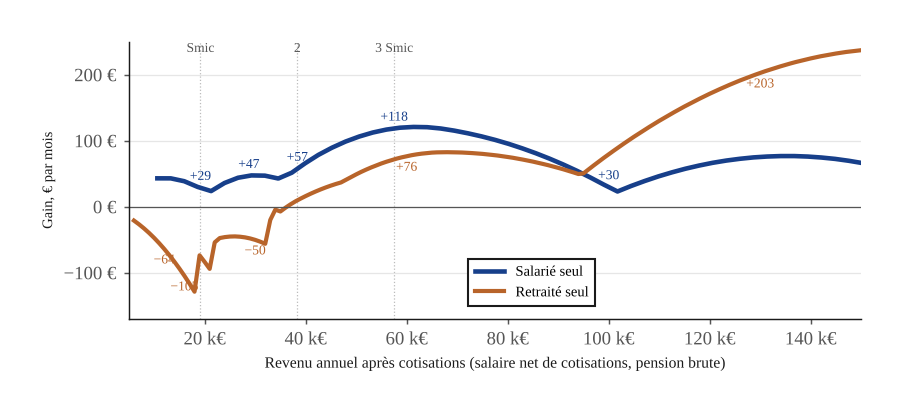 Smic 2 3 Smic
200 €
100 €
0 €
−100 €
Gain, € par mois
+29
+47
+57
+118
+76
+30
+203
−50
Salarié seul
Retraité seul
20 k€ 40 k€ 60 k€ 80 k€ 100 k€ 120 k€ 140 k€
Revenu annuel après cotisations (salaire net de cotisations, pension brute)